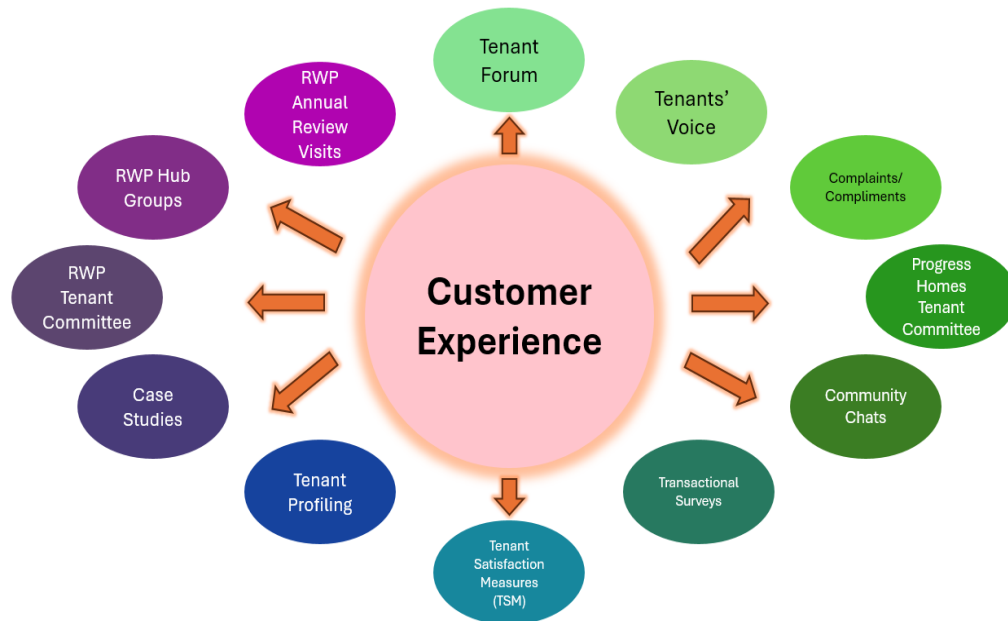 Tenant
Forum
Tenants’
Voice
Complaints/
Compliments
Progress
Homes
Tenant
Committee
Community
Chats
Transactional
Surveys
Tenant
Satisfaction
Measures
(TSM)
Tenant
Profiling
Case
Studies
RWP
Tenant
Committee
RWP Hub
Groups
RWP
Annual
Review
Visits
Customer
Experience